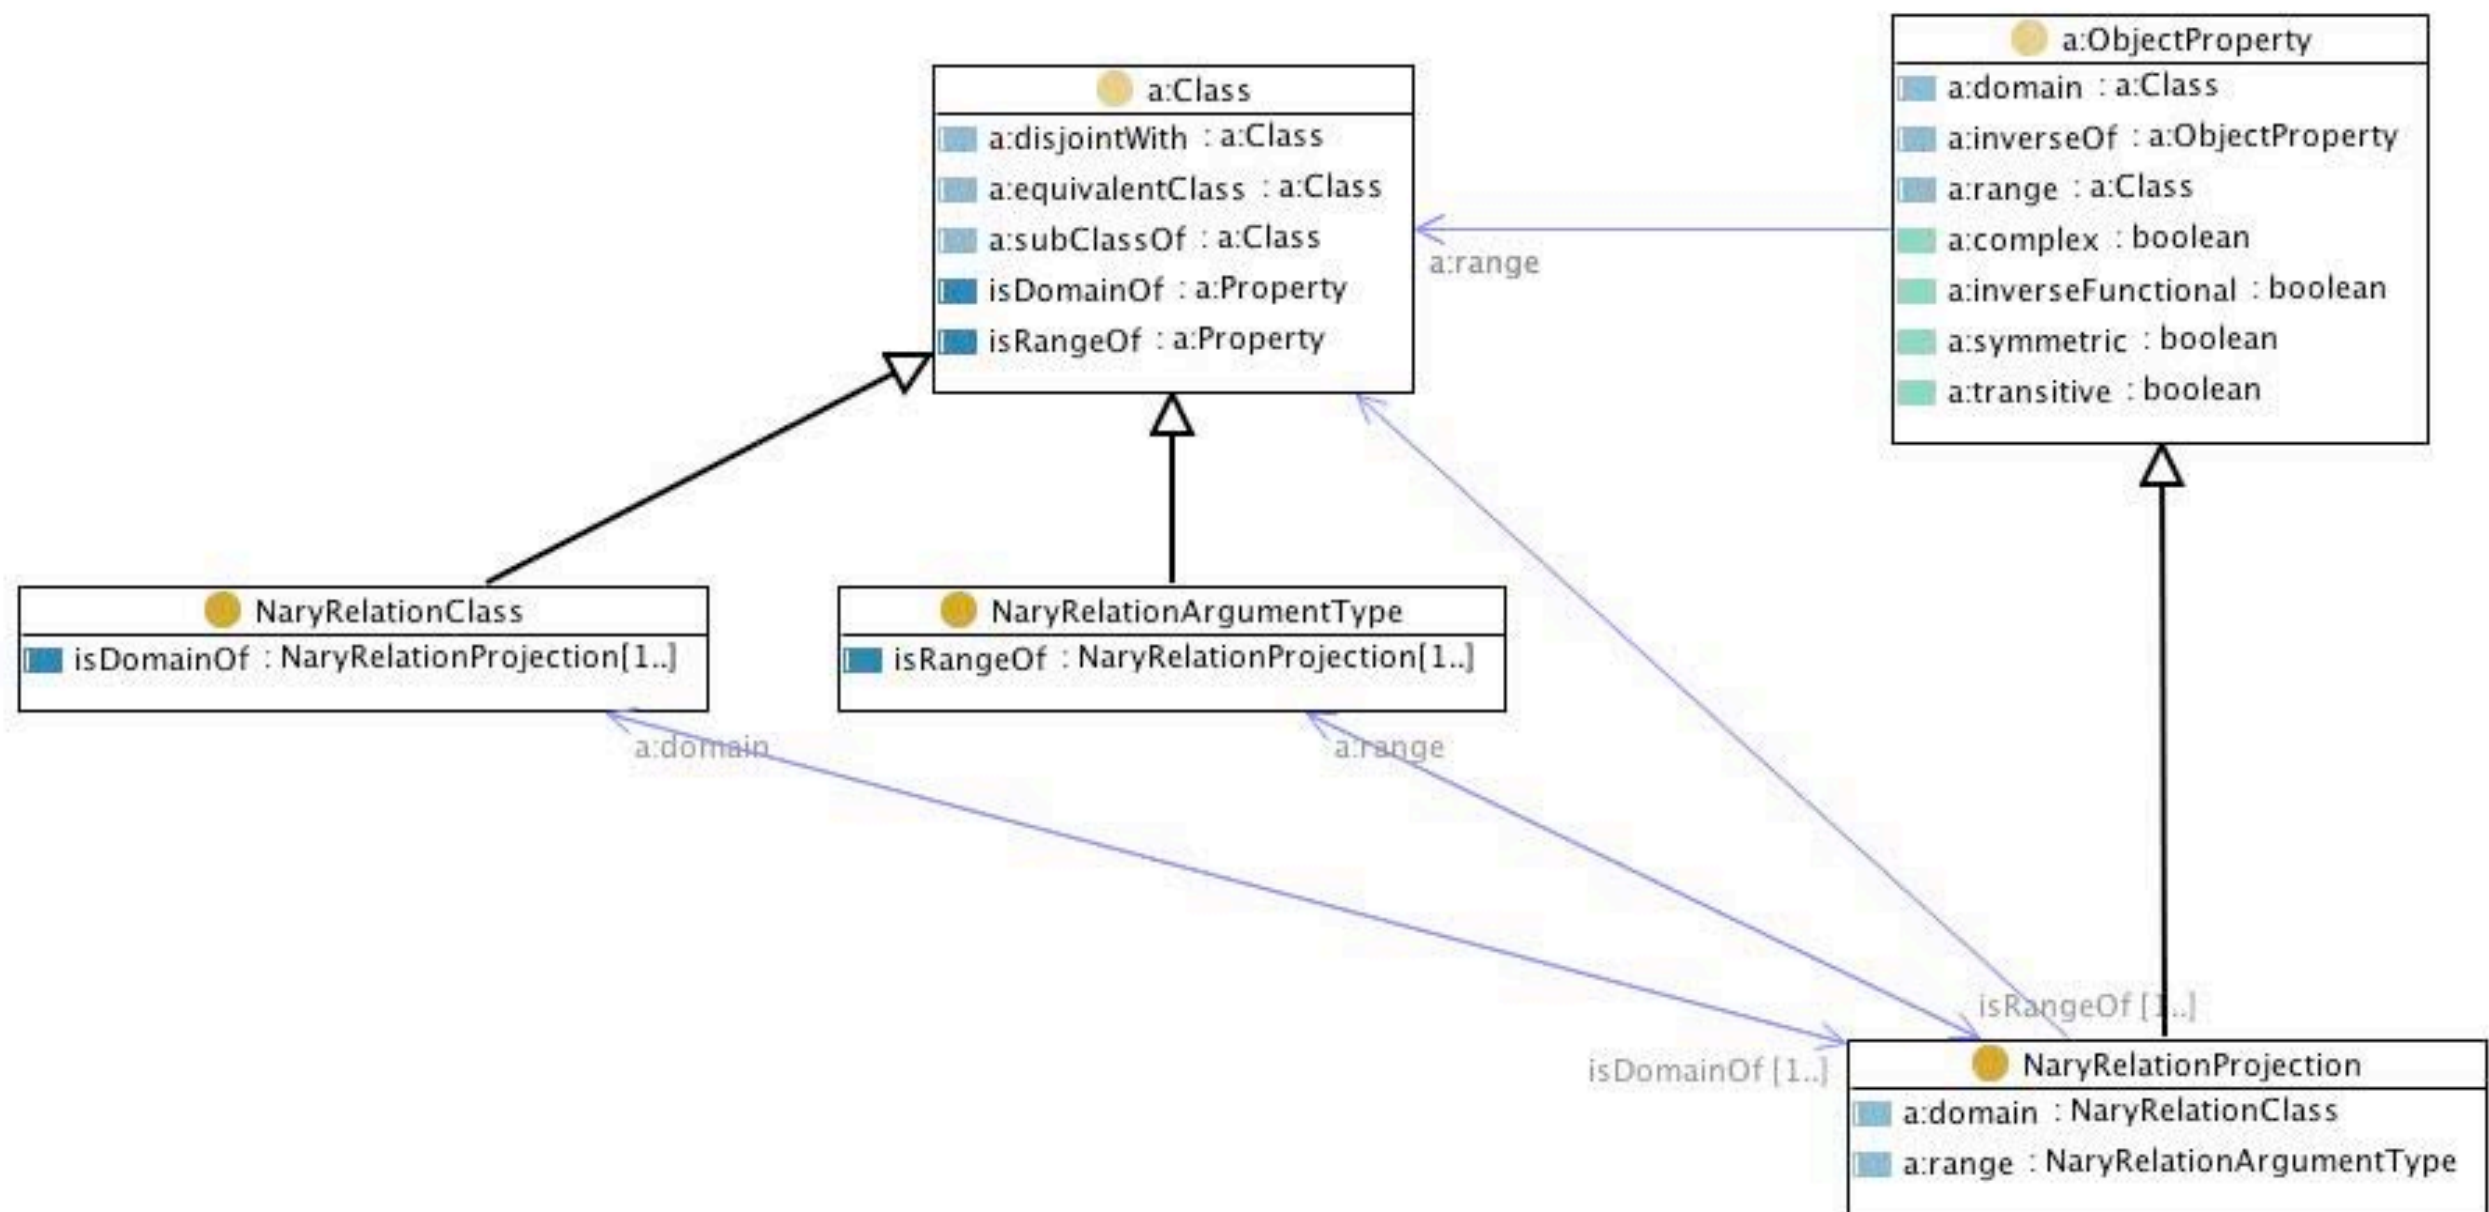 a:Class
a:disjointWith : a:Class
a:equivalentClass : a:Class
a:subClassOf : a:Class
isDomainOf : a:Property
isRangeOf : a:Property
a:ObjectProperty
a:domain : a:Class
a:inverseOf : a:ObjectProperty
a:range : a:Class
a:complex : boolean
a:inverseFunctional : boolean
a:symmetric : boolean
a:transitive : boolean
a:range
NaryRelationClass
isDomainOf : NaryRelationProjection[1..]
NaryRelationArgumentType
isRangeOf : NaryRelationProjection[1..]
a:domain
a:range
isRangeOf [1..]
isDomainOf [1..]
NaryRelationProjection
a:domain : NaryRelationClass
a:range : NaryRelationArgumentType